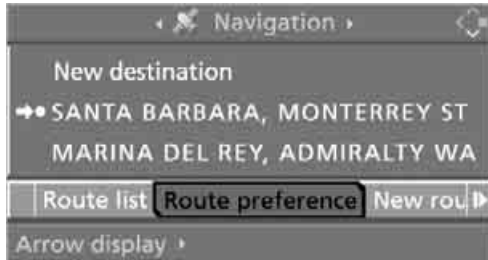 Navigation
New destination
SANTA BARBARA, MONTERREY ST
MARINA DEL REY, ADMIRALTY WA
Route list Route preference New rou
Arrow display